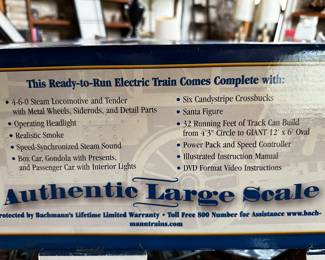 This Ready-to-Run Electric Train Comes Complete with:
• 4-6-0 Steam Locomotive and Tender
with Metal Wheels, Siderods, and Detail Parts
• Operating Headlight
• Realistic Smoke
• Speed-Synchronized Steam Sound
• Box Car, Gondola with Presents,
and Passenger Car with Interior Lights
• Six Candystripe Crossbucks
• Santa Figure
• 32 Running Feet of Track Can Build
from 4'3" Circle to GIANT 12' x 6' Oval
• Power Pack and Speed Controller
• Illustrated Instruction Manual
• DVD Format Video Instructions
Authentic Large Scale
rotected by Bachmann's Lifetime Limited Warranty • Toll Free 800 Number for Assistance www.bach-
manntrains.com